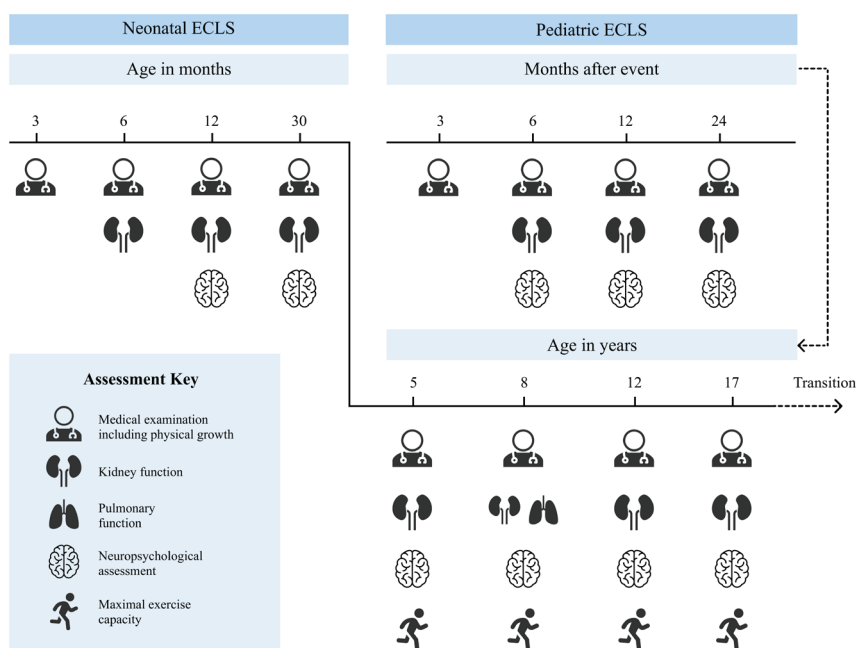 Neonatal ECLS
Age in months
3 6 12 30
Pediatric ECLS
Months after event
3 6 12 24
Age in years
5 8 12 17 Transition
Assessment Key
Medical examination
including physical growth
Kidney function
Pulmonary
function
Neuropsychological
assessment
Maximal exercise
capacity